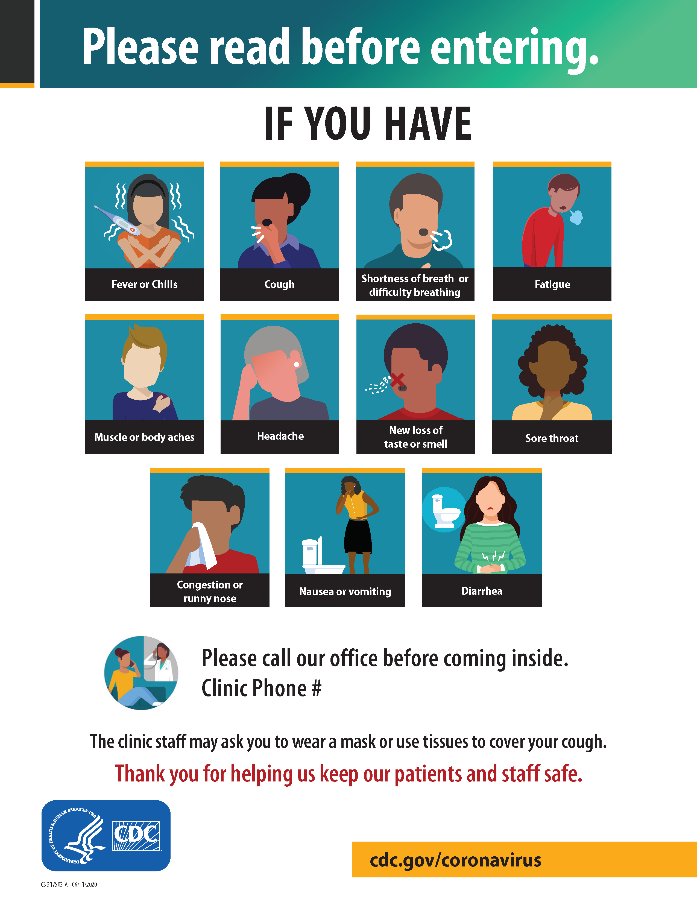 Please read before entering.
IF YOU HAVE
Fever or Chills
Cough
Shortness of breath or
difficulty breathing
Fatigue
Muscle or body aches
Headache
New loss of
taste or smell
Sore throat
Congestion or
runny nose
Nausea or vomiting
Diarrhea
Please call our office before coming inside.
Clinic Phone #
The clinic staff may ask you to wear a mask or use tissues to cover your cough.
Thank you for helping us keep our patients and staff safe.
CDC
cdc.gov/coronavirus